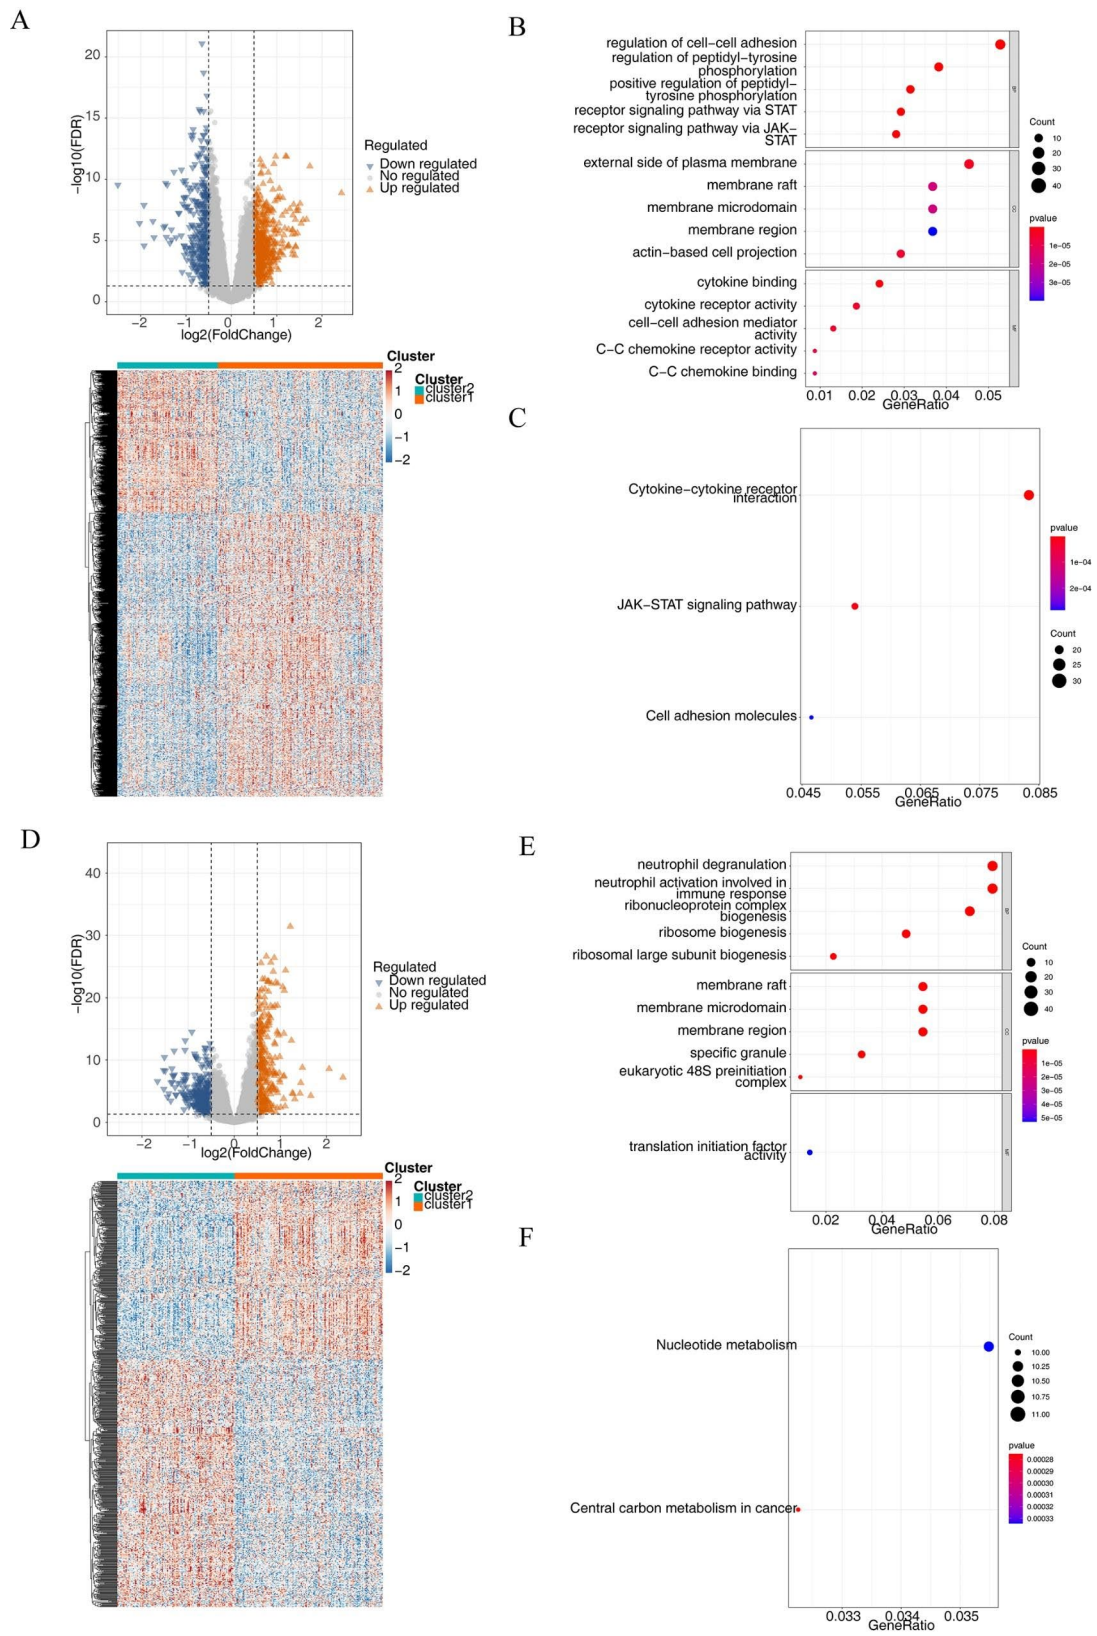 A
20
15
10
5
0
−log10(FDR)
−2
−1
0
1
2
log2(FoldChange)
Regulated
Down regulated
No regulated
Up regulated
Cluster
2
1
0
−1
−2
Cluster
cluster2
cluster1
B
regulation of cell−cell adhesion
regulation of peptidyl−tyrosine
phosphorylation
positive regulation of peptidyl−
tyrosine phosphorylation
receptor signaling pathway via STAT
receptor signaling pathway via JAK−
STAT
external side of plasma membrane
membrane raft
membrane microdomain
membrane region
actin−based cell projection
cytokine binding
cytokine receptor activity
cell−cell adhesion mediator
activity
C−C chemokine receptor activity
C−C chemokine binding
BP
CC
MF
0.01
0.02
0.03
0.04
0.05
GeneRatio
Count
10
20
30
40
pvalue
1e−05
2e−05
3e−05
C
Cytokine−cytokine receptor
interaction
JAK−STAT signaling pathway
Cell adhesion molecules
0.045
0.055
0.065
0.075
0.085
GeneRatio
pvalue
1e−04
2e−04
Count
20
25
30
D
40
30
20
10
0
−log10(FDR)
−2
−1
0
1
2
log2(FoldChange)
Regulated
Down regulated
No regulated
Up regulated
Cluster
2
1
0
−1
−2
Cluster
cluster2
cluster1
E
neutrophil degranulation
neutrophil activation involved in
immune response
ribonucleoprotein complex
biogenesis
ribosome biogenesis
ribosomal large subunit biogenesis
membrane raft
membrane microdomain
membrane region
specific granule
eukaryotic 48S preinitiation
complex
translation initiation factor
activity
BP
CC
MF
0.02
0.04
0.06
0.08
GeneRatio
Count
10
20
30
40
pvalue
1e−05
2e−05
3e−05
4e−05
5e−05
F
Nucleotide metabolism
Central carbon metabolism in cancer
0.033
0.034
0.035
GeneRatio
Count
10.00
10.25
10.50
10.75
11.00
pvalue
0.00028
0.00029
0.00030
0.00031
0.00032
0.00033